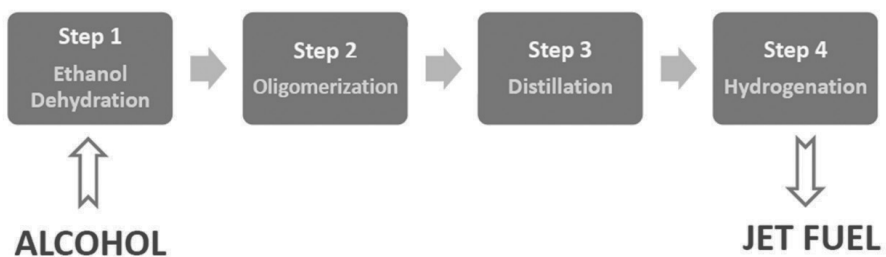 Step 1
Ethanol
Dehydration
Step 2
Oligomerization
Step 3
Distillation
Step 4
Hydrogenation
ALCOHOL
JET FUEL